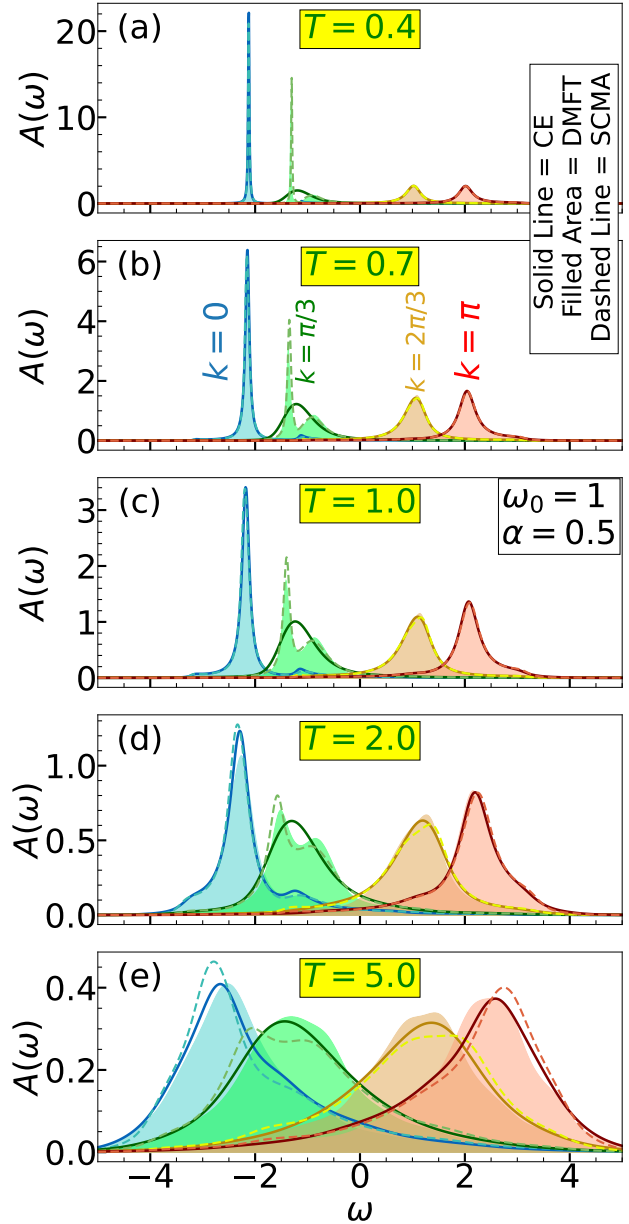 (a)
T = 0.4
A(ω)
20
10
0
Solid Line = CE
Filled Area = DMFT
Dashed Line = SCMA
(b)
T = 0.7
A(ω)
6
4
2
0
k = 0
k = π/3
k = 2π/3
k = π
(c)
T = 1.0
ω₀ = 1
α = 0.5
A(ω)
3
2
1
0
(d)
T = 2.0
A(ω)
1.0
0.5
0.0
(e)
T = 5.0
A(ω)
0.4
0.2
0.0
−4
−2
0
2
4
ω